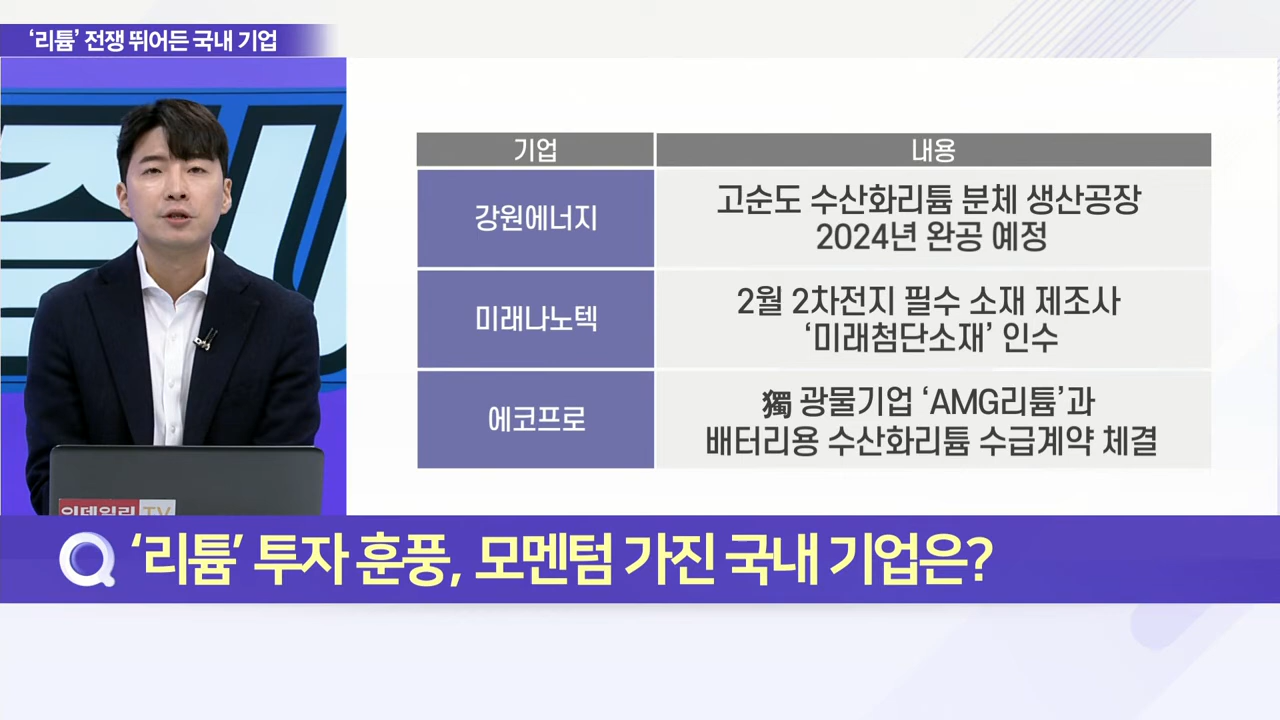 ‘리튬’ 전쟁 뛰어든 국내 기업
기업
내용
강원에너지
고순도 수산화리튬 분체 생산공장
2024년 완공 예정
미래나노텍
2월 2차전지 필수 소재 제조사
‘미래첨단소재’ 인수
에코프로
獨 광물기업 ‘AMG리튬’과
배터리용 수산화리튬 수급계약 체결
이데일리 TV
‘리튬’ 투자 훈풍, 모멘텀 가진 국내 기업은?